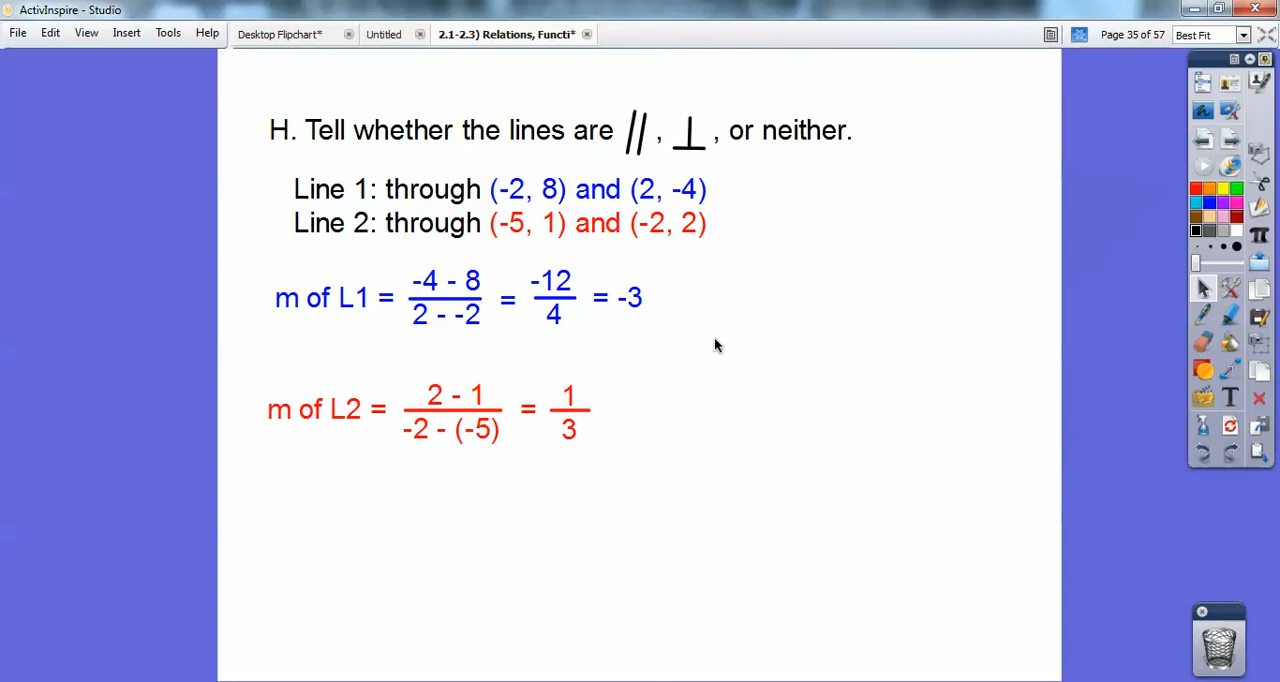 ActivInspire - Studio
File Edit View Insert Tools Help Desktop Flipchart* Untitled 2.1-2.3) Relations, Functi* Page 35 of 57 Best Fit
H. Tell whether the lines are //, ⊥, or neither.
Line 1: through (-2, 8) and (2, -4)
Line 2: through (-5, 1) and (-2, 2)
m of L1 = -4 - 8 / 2 - -2 = -12 / 4 = -3
m of L2 = 2 - 1 / -2 - (-5) = 1 / 3